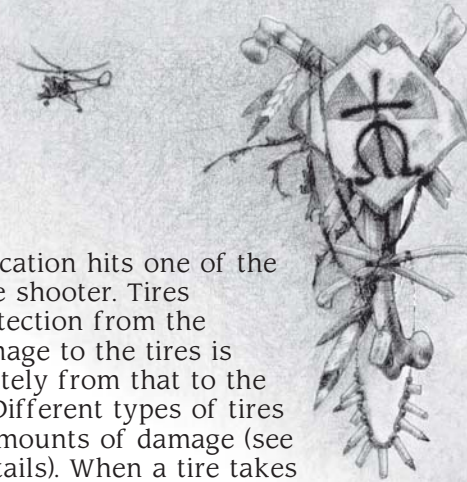 cation hits one of the
e shooter. Tires
tection from the
mage to the tires is
tely from that to the
Different types of tires
mounts of damage (see
tails). When a tire takes